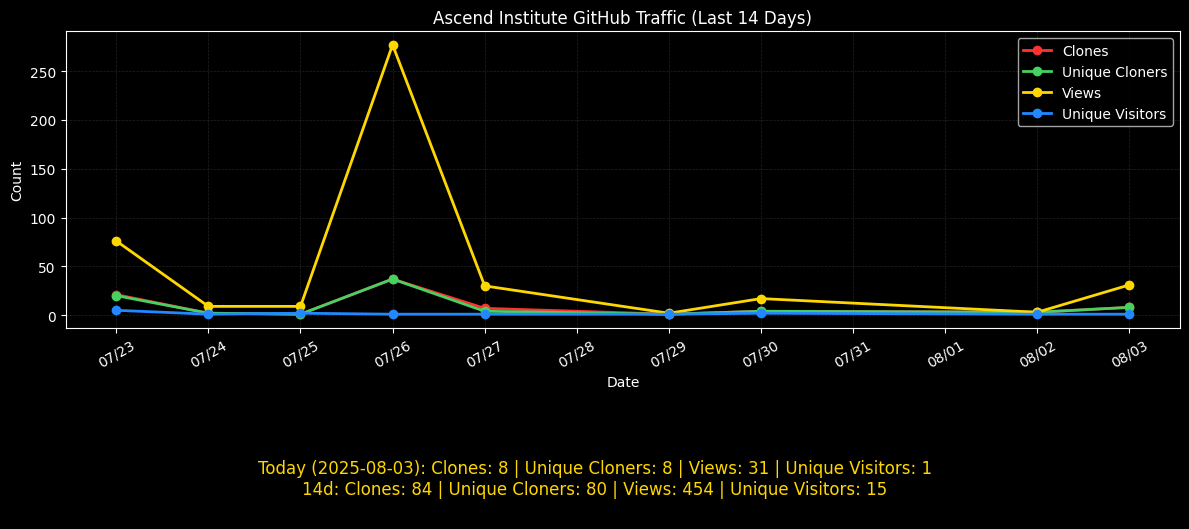 Ascend Institute GitHub Traffic (Last 14 Days)
Clones
Unique Cloners
Views
Unique Visitors
Count
250
200
150
100
50
0
07/23 07/24 07/25 07/26 07/27 07/28 07/29 07/30 07/31 08/01 08/02 08/03
Date
Today (2025-08-03): Clones: 8 | Unique Cloners: 8 | Views: 31 | Unique Visitors: 1
14d: Clones: 84 | Unique Cloners: 80 | Views: 454 | Unique Visitors: 15